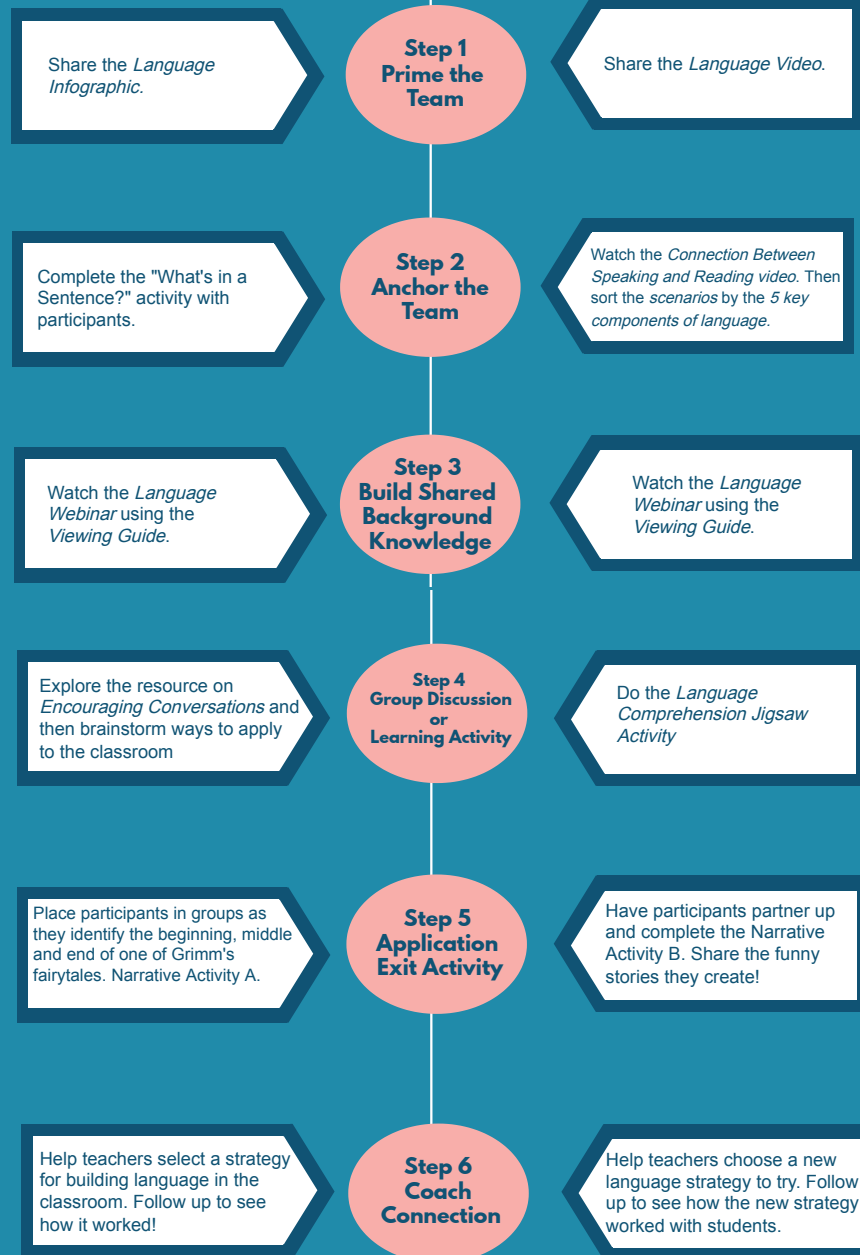 Step 1
Prime the
Team
Share the Language
Infographic.
Share the Language Video.
Step 2
Anchor the
Team
Complete the "What's in a
Sentence?" activity with
participants.
Watch the Connection Between
Speaking and Reading video. Then
sort the scenarios by the 5 key
components of language.
Step 3
Build Shared
Background
Knowledge
Watch the Language
Webinar using the
Viewing Guide.
Watch the Language
Webinar using the
Viewing Guide.
Step 4
Group Discussion
or
Learning Activity
Explore the resource on
Encouraging Conversations and
then brainstorm ways to apply
to the classroom
Do the Language
Comprehension Jigsaw
Activity
Step 5
Application
Exit Activity
Place participants in groups as
they identify the beginning, middle
and end of one of Grimm's
fairytales. Narrative Activity A.
Have participants partner up
and complete the Narrative
Activity B. Share the funny
stories they create!
Step 6
Coach
Connection
Help teachers select a strategy
for building language in the
classroom. Follow up to see
how it worked!
Help teachers choose a new
language strategy to try. Follow
up to see how the new strategy
worked with students.